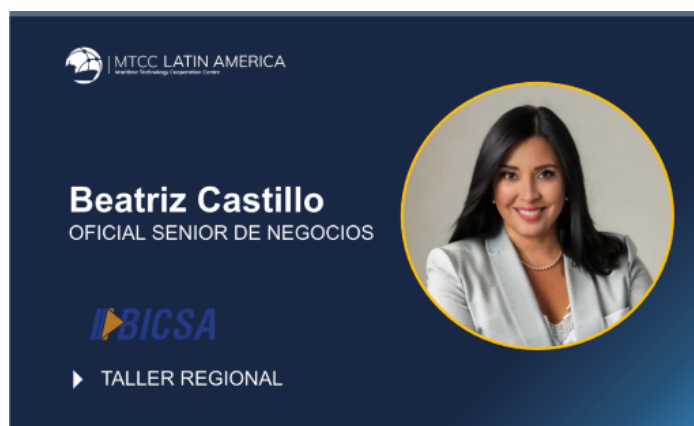 MTCC LATIN AMERICA
Maritime Technology Cooperation Centre
Beatriz Castillo
OFICIAL SENIOR DE NEGOCIOS
BICSA
TALLER REGIONAL